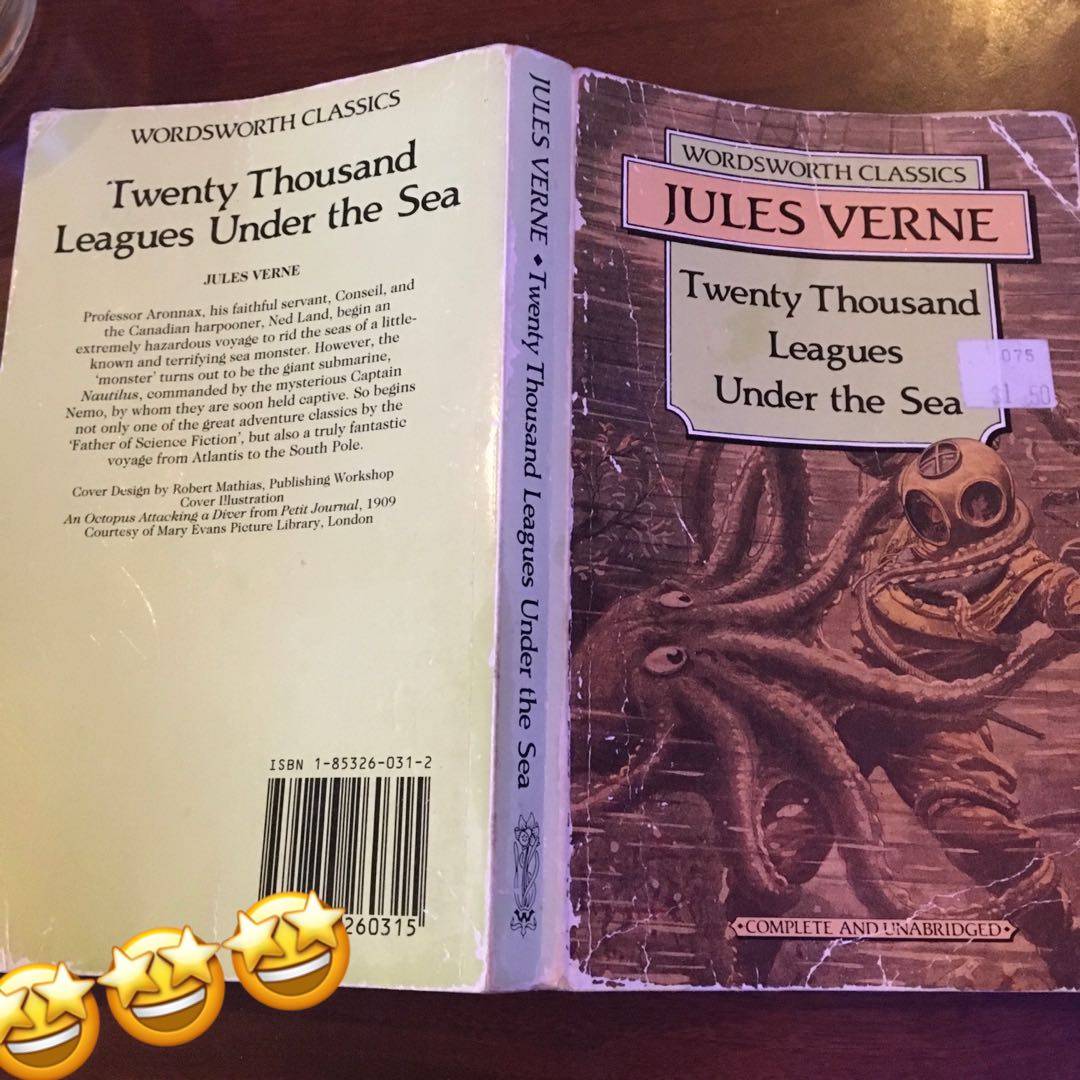 WORDSWORTH CLASSICS
Twenty Thousand
Leagues Under the Sea
JULES VERNE
Professor Aronnax, his faithful servant, Conseil, and
the Canadian harpooner, Ned Land, begin an
extremely hazardous voyage to rid the seas of a little-
known and terrifying sea monster. However, the
'monster' turns out to be the giant submarine,
Nautilus, commanded by the mysterious Captain
Nemo, by whom they are soon held captive. So begins
not only one of the great adventure classics by the
'Father of Science Fiction', but also a truly fantastic
voyage from Atlantis to the South Pole.
Cover Design by Robert Mathias, Publishing Workshop
Cover Illustration
An Octopus Attacking a Diver from Petit Journal, 1909
Courtesy of Mary Evans Picture Library, London
ISBN 1-85326-031-2
260315
JULES VERNE • Twenty Thousand Leagues Under the Sea
W
WORDSWORTH CLASSICS
JULES VERNE
Twenty Thousand
Leagues
Under the Sea
075
$1.50
COMPLETE AND UNABRIDGED